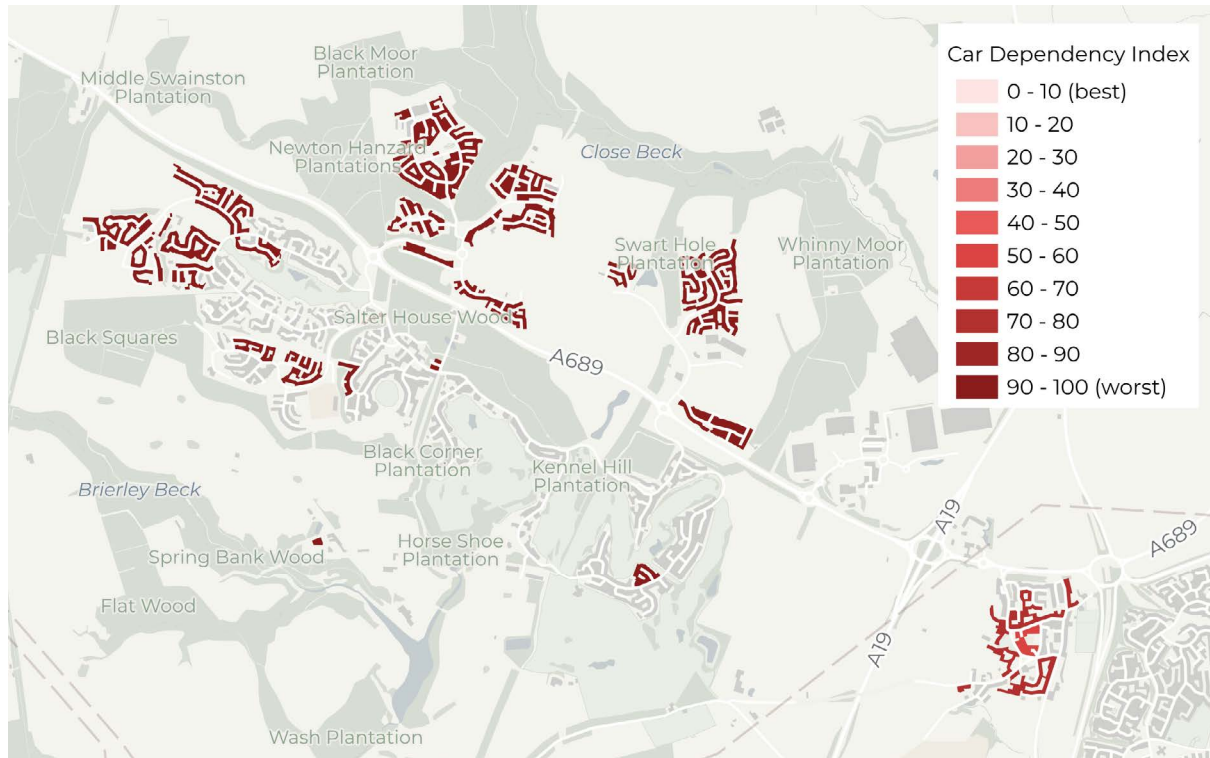 Black Moor
Plantation
Middle Swainston
Plantation
Newton Hanzard
Plantations
Close Beck
Swart Hole
Plantation
Whinny Moor
Plantation
Black Squares
Salter House Wood
A689
Black Corner
Plantation
Kennel Hill
Plantation
Brierley Beck
Horse Shoe
Plantation
Spring Bank Wood
Flat Wood
Wash Plantation
A19
A19
A689
Car Dependency Index
0 - 10 (best)
10 - 20
20 - 30
30 - 40
40 - 50
50 - 60
60 - 70
70 - 80
80 - 90
90 - 100 (worst)